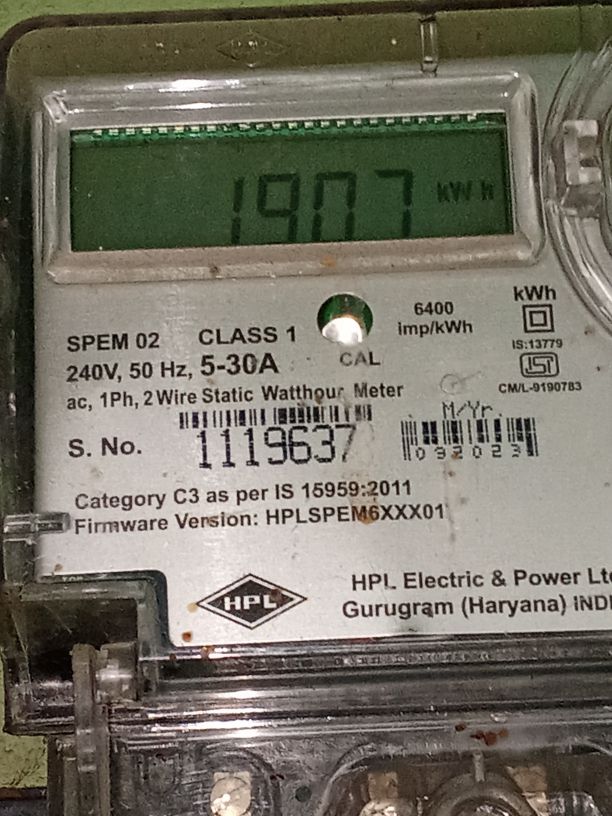 1907 kWh
6400
imp/kWh
kWh
SPEM 02 CLASS 1
CAL
IS:13779
240V, 50 Hz, 5-30A
CM/L-9190783
ac, 1Ph, 2 Wire Static Watthour Meter
M/Yr.
S. No. 1119637
092023
Category C3 as per IS 15959:2011
Firmware Version: HPLSPEM6XXX01
HPL
HPL Electric & Power Lt
Gurugram (Haryana) INDI